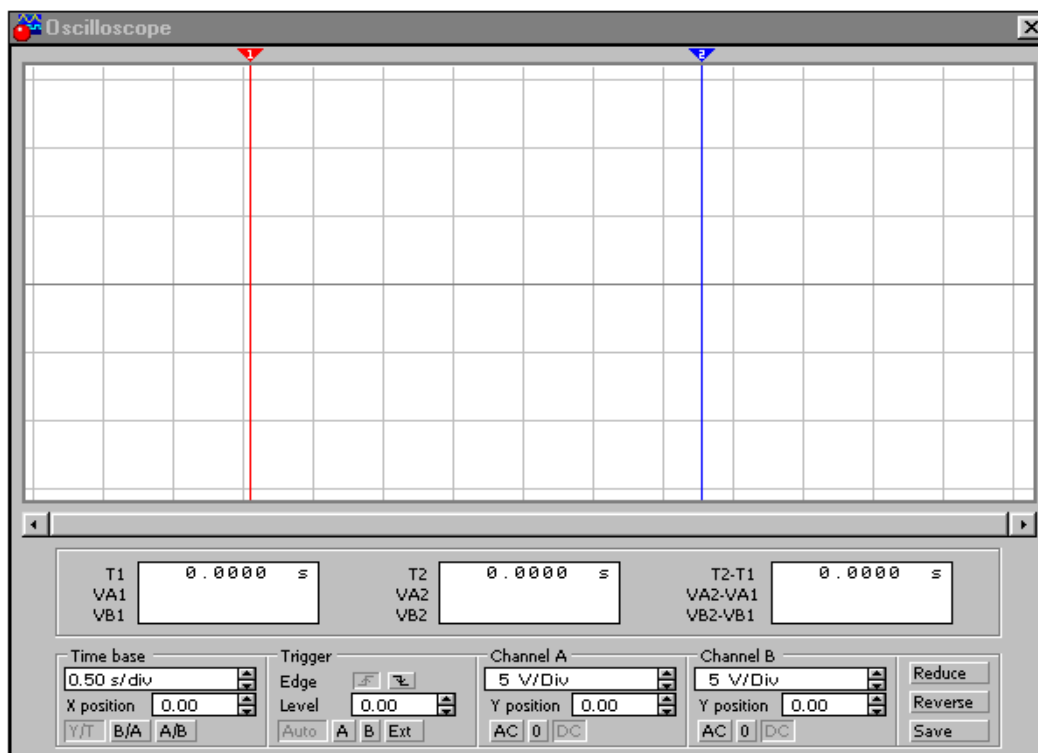 Oscilloscope
1 2
T1 0.0000 s T2 0.0000 s T2-T1 0.0000 s
VA1 VA2 VA2-VA1
VB1 VB2 VB2-VB1
Time base Trigger Channel A Channel B
0.50 s/div Edge 5 V/Div 5 V/Div Reduce
X position 0.00 Level 0.00 Y position 0.00 Y position 0.00 Reverse
Y/T B/A A/B Auto A B Ext AC 0 DC AC 0 DC Save